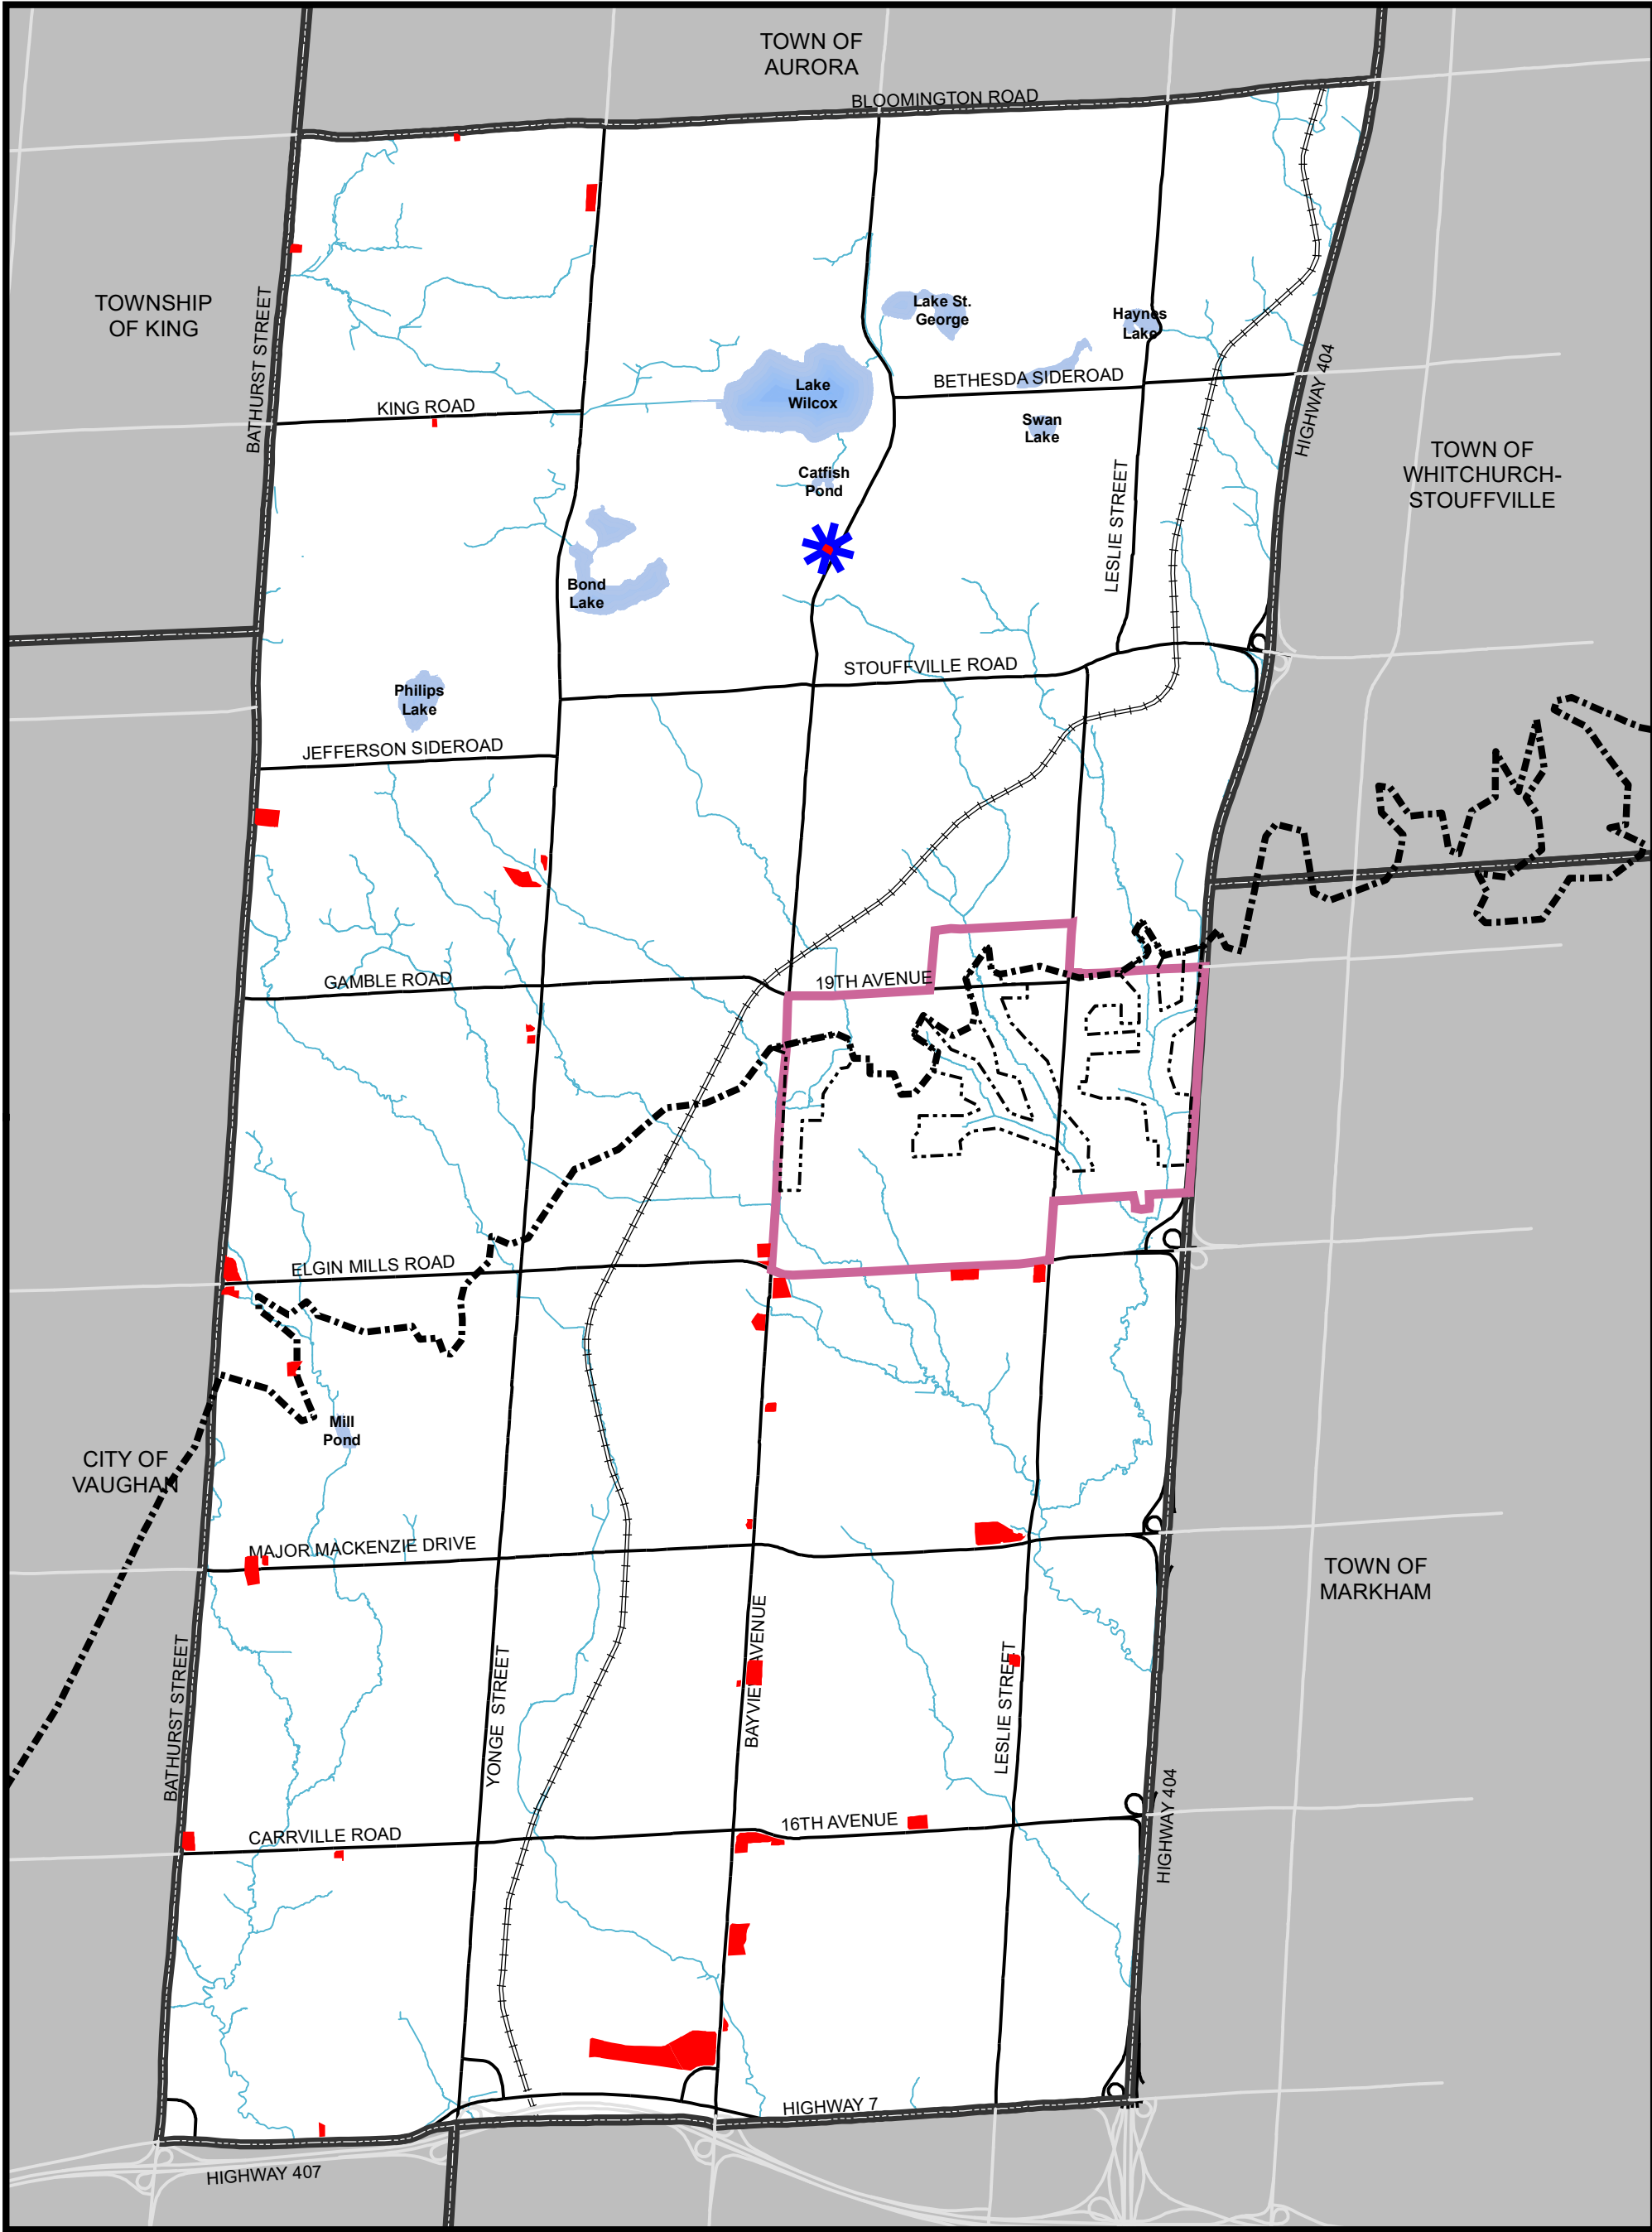 TOWN OF
AURORA
BLOOMINGTON ROAD
TOWNSHIP
OF KING
BATHURST STREET
Lake St.
George
Haynes
Lake
Lake
Wilcox
BETHESDA SIDEROAD
KING ROAD
HIGHWAY 404
Swan
Lake
TOWN OF
WHITCHURCH-
STOUFFVILLE
Catfish
Pond
LESLIE STREET
Bond
Lake
STOUFFVILLE ROAD
Philips
Lake
JEFFERSON SIDEROAD
GAMBLE ROAD
19TH AVENUE
ELGIN MILLS ROAD
Mill
Pond
CITY OF
VAUGHAN
MAJOR MACKENZIE DRIVE
TOWN OF
MARKHAM
BATHURST STREET
YONGE STREET
BAYVIEW AVENUE
LESLIE STREET
HIGHWAY 404
16TH AVENUE
CARRVILLE ROAD
HIGHWAY 7
HIGHWAY 407